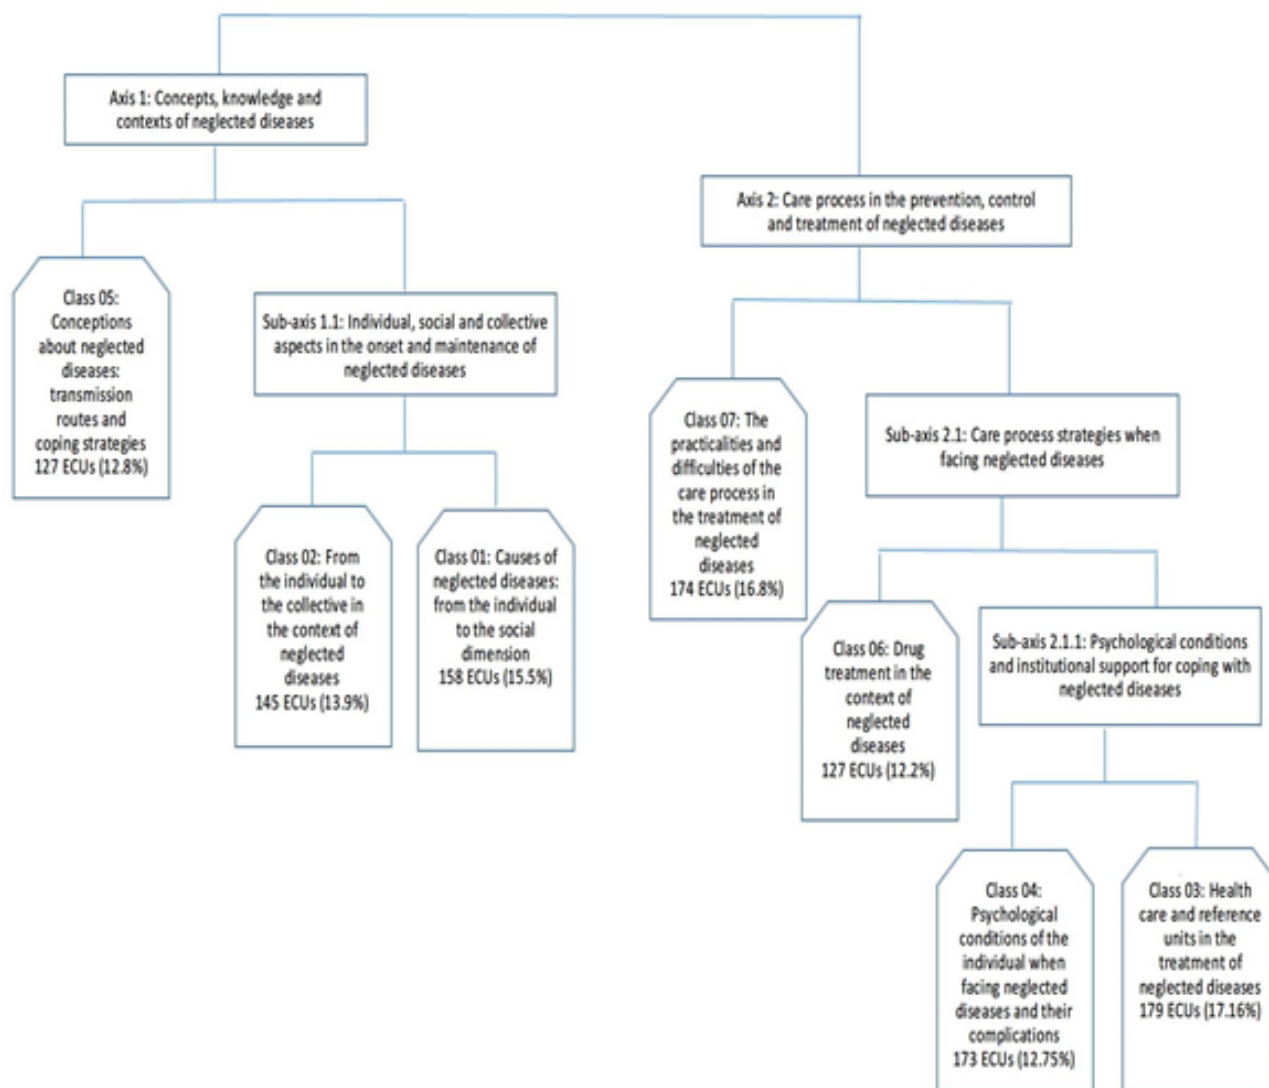 Axis 1: Concepts, knowledge and
contexts of neglected diseases
Axis 2: Care process in the prevention, control
and treatment of neglected diseases
Class 05:
Conceptions
about neglected
diseases:
transmission
routes and
coping strategies
127 ECUs (12.8%)
Sub-axis 1.1: Individual, social and collective
aspects in the onset and maintenance of
neglected diseases
Class 02: From
the individual to
the collective in
the context of
neglected
diseases
145 ECUs (13.9%)
Class 01: Causes of
neglected diseases:
from the individual
to the social
dimension
158 ECUs (15.5%)
Class 07: The
practicalities and
difficulties of the
care process in
the treatment of
neglected
diseases
174 ECUs (16.8%)
Sub-axis 2.1: Care process strategies when
facing neglected diseases
Class 06: Drug
treatment in the
context of
neglected
diseases
127 ECUs (12.2%)
Sub-axis 2.1.1: Psychological conditions
and institutional support for coping with
neglected diseases
Class 04:
Psychological
conditions of the
individual when
facing neglected
diseases and their
complications
173 ECUs (12.75%)
Class 03: Health
care and reference
units in the
treatment of
neglected diseases
179 ECUs (17.16%)